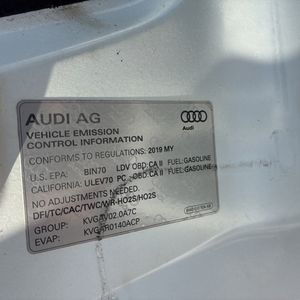 AUDI AG
Audi
VEHICLE EMISSION
CONTROL INFORMATION
CONFORMS TO REGULATIONS: 2019 MY
U.S. EPA: BIN70 LDV OBD:CA II FUEL:GASOLINE
CALIFORNIA: ULEV70 PC OBD:CA II FUEL:GASOLINE
NO ADJUSTMENTS NEEDED.
DFI/TC/CAC/TWC/WR-HO2S/HO2S
GROUP: KVGAV02.0A7C
EVAP: KVGAR0140ACP